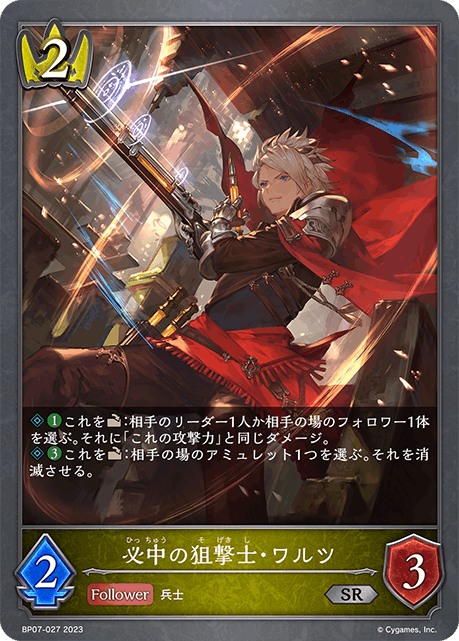 2
1 これを:相手のリーダー1人か相手の場のフォロワー1体
を選ぶ。それに「これの攻撃力」と同じダメージ。
3 これを:相手の場のアミュレット1つを選ぶ。それを消
滅させる。
ひっちゅう そげきし
必中の狙撃士・ワルツ
2
Follower 兵士
SR
3
BP07-027 2023
© Cygames, Inc.